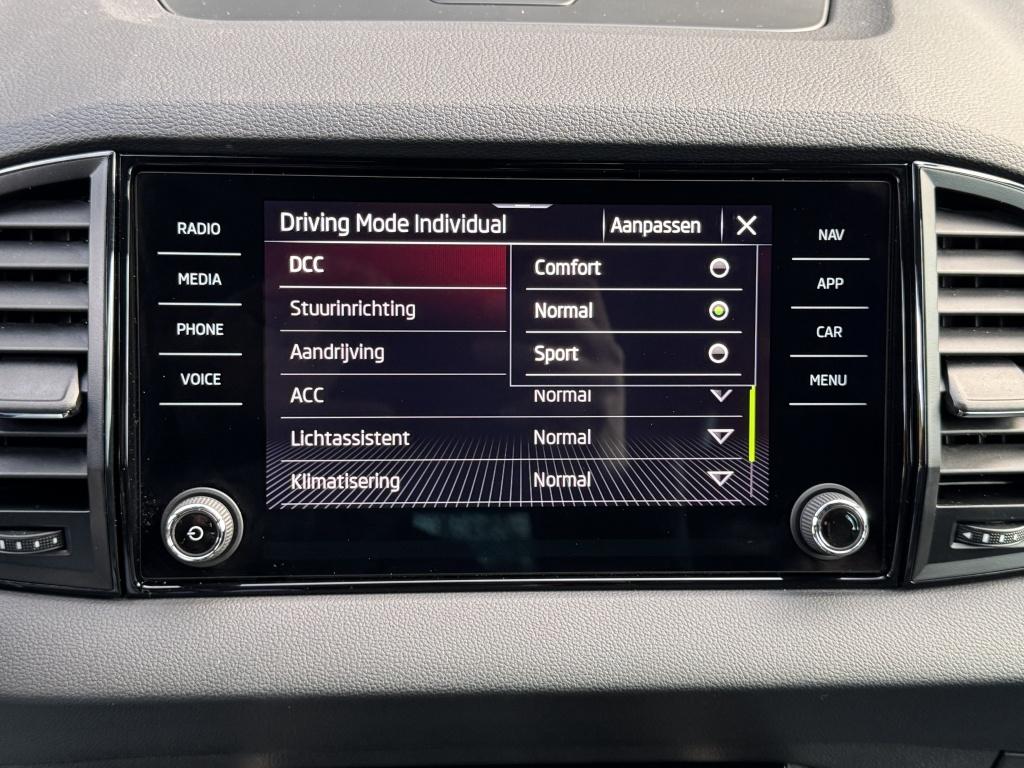 RADIO
MEDIA
PHONE
VOICE
Driving Mode Individual Aanpassen
DCC
Stuurinrichting
Aandrijving
ACC Normal
Lichtassistent Normal
Klimatisering Normal
Comfort
Normal
Sport
NAV
APP
CAR
MENU